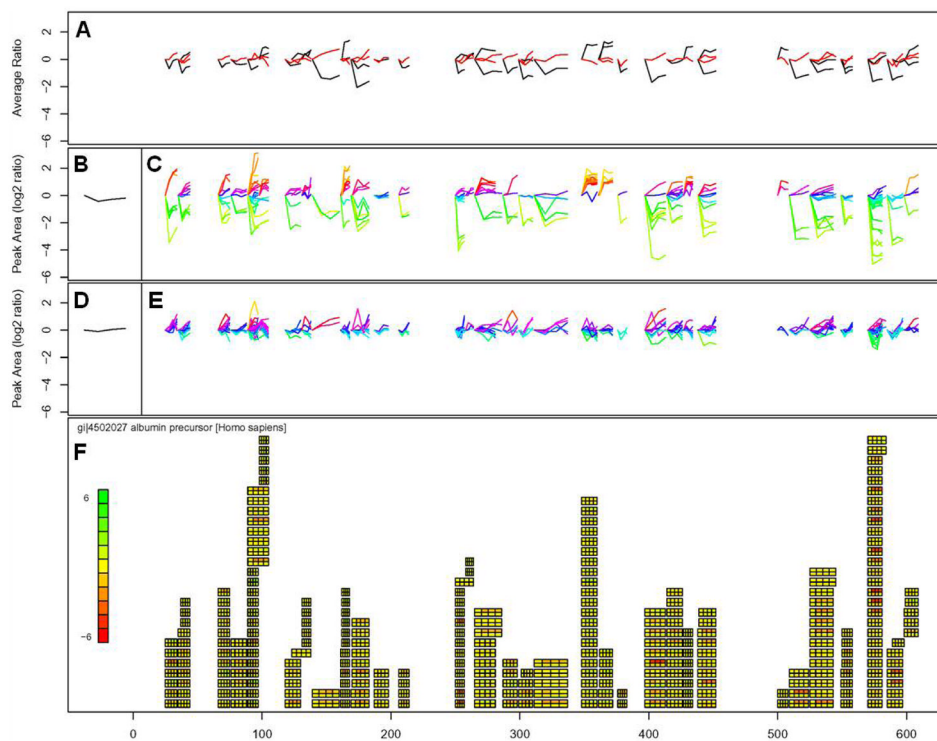 A
Average Ratio
2
0
−2
−4
−6
B
C
Peak Area (log2 ratio)
2
0
−2
−4
−6
D
E
Peak Area (log2 ratio)
2
0
−2
−4
−6
gi|4502027 albumin precursor [Homo sapiens]
F
6
−6
0 100 200 300 400 500 600